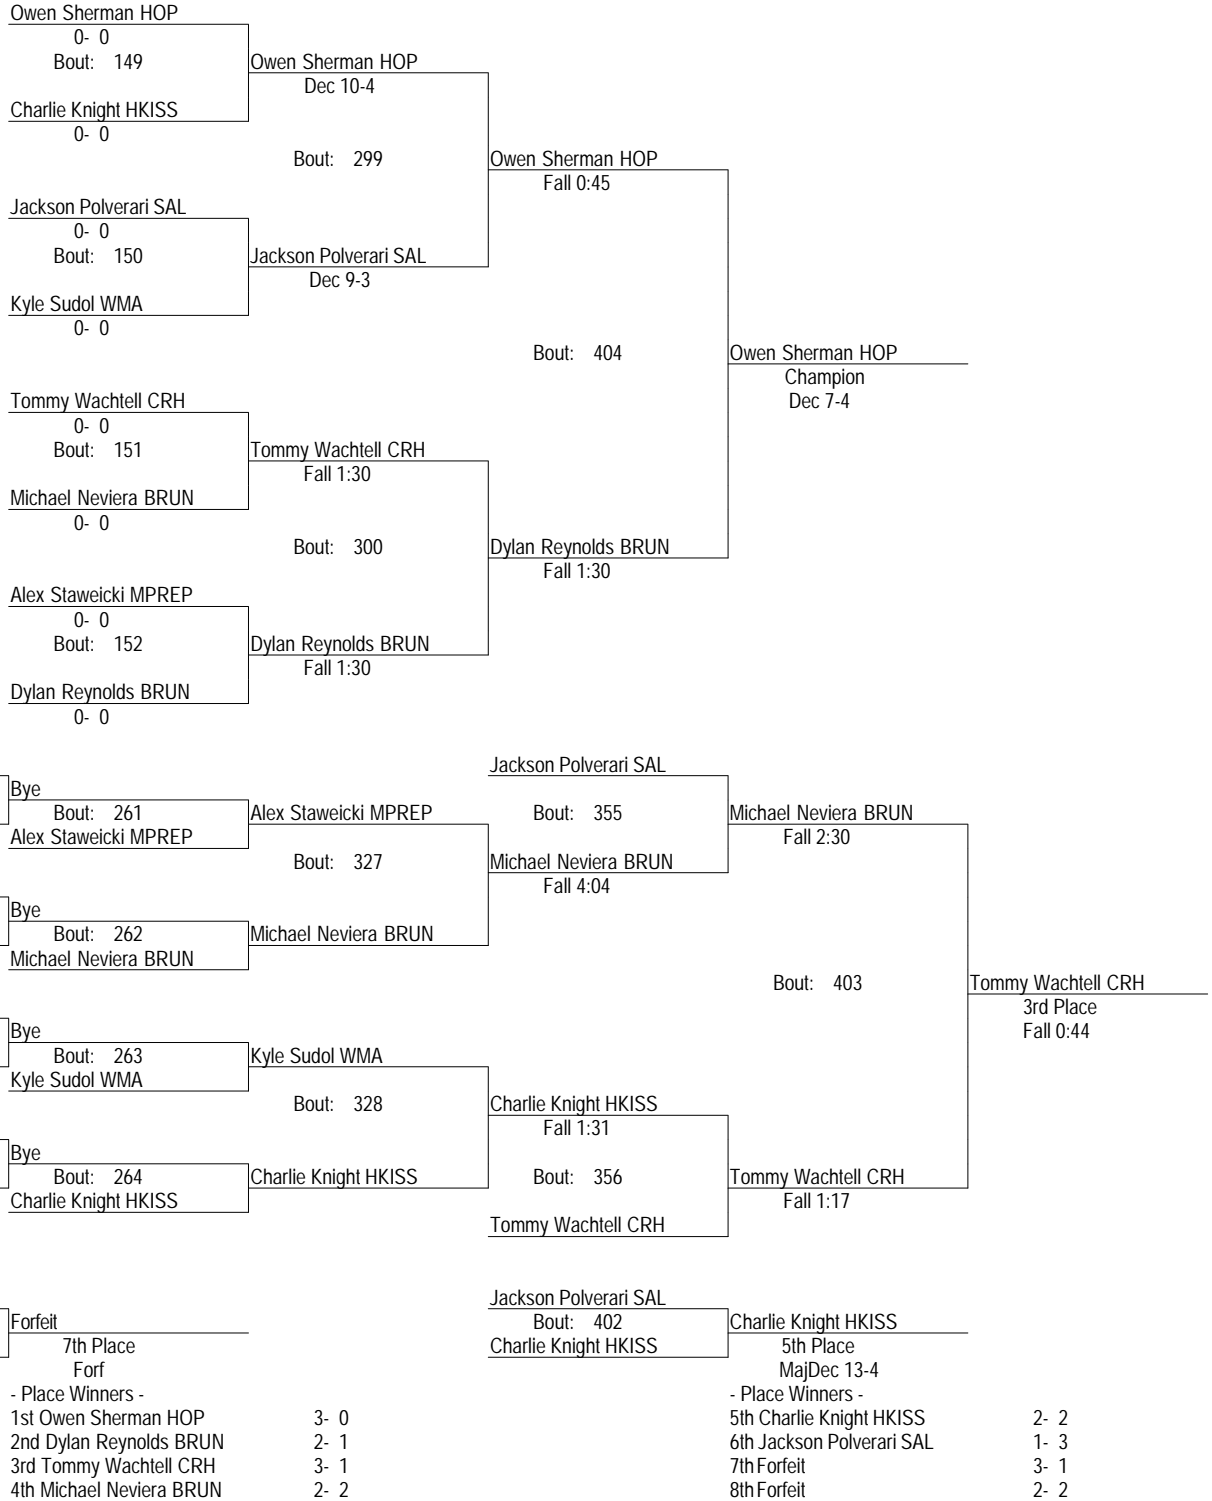 Owen Sherman HOP
0- 0
Bout: 149
Owen Sherman HOP
Dec 10-4
Charlie Knight HKISS
0- 0
Bout: 299
Owen Sherman HOP
Fall 0:45
Jackson Polverari SAL
0- 0
Bout: 150
Jackson Polverari SAL
Dec 9-3
Kyle Sudol WMA
0- 0
Bout: 404
Owen Sherman HOP
Champion
Dec 7-4
Tommy Wachtell CRH
0- 0
Bout: 151
Tommy Wachtell CRH
Fall 1:30
Michael Neviera BRUN
0- 0
Bout: 300
Dylan Reynolds BRUN
Fall 1:30
Alex Staweicki MPREP
0- 0
Bout: 152
Dylan Reynolds BRUN
Fall 1:30
Dylan Reynolds BRUN
0- 0
Jackson Polverari SAL
Bye
Bout: 261
Alex Staweicki MPREP
Bout: 355
Michael Neviera BRUN
Fall 2:30
Alex Staweicki MPREP
Bout: 327
Michael Neviera BRUN
Fall 4:04
Bye
Bout: 262
Michael Neviera BRUN
Michael Neviera BRUN
Bout: 403
Tommy Wachtell CRH
3rd Place
Fall 0:44
Bye
Bout: 263
Kyle Sudol WMA
Kyle Sudol WMA
Bout: 328
Charlie Knight HKISS
Fall 1:31
Bye
Bout: 264
Charlie Knight HKISS
Bout: 356
Tommy Wachtell CRH
Fall 1:17
Charlie Knight HKISS
Tommy Wachtell CRH
Jackson Polverari SAL
Forfeit
Bout: 402
Charlie Knight HKISS
7th Place
Charlie Knight HKISS
5th Place
Forf
MajDec 13-4
- Place Winners -
1st Owen Sherman HOP 3- 0
2nd Dylan Reynolds BRUN 2- 1
3rd Tommy Wachtell CRH 3- 1
4th Michael Neviera BRUN 2- 2
- Place Winners -
5th Charlie Knight HKISS 2- 2
6th Jackson Polverari SAL 1- 3
7th Forfeit 3- 1
8th Forfeit 2- 2